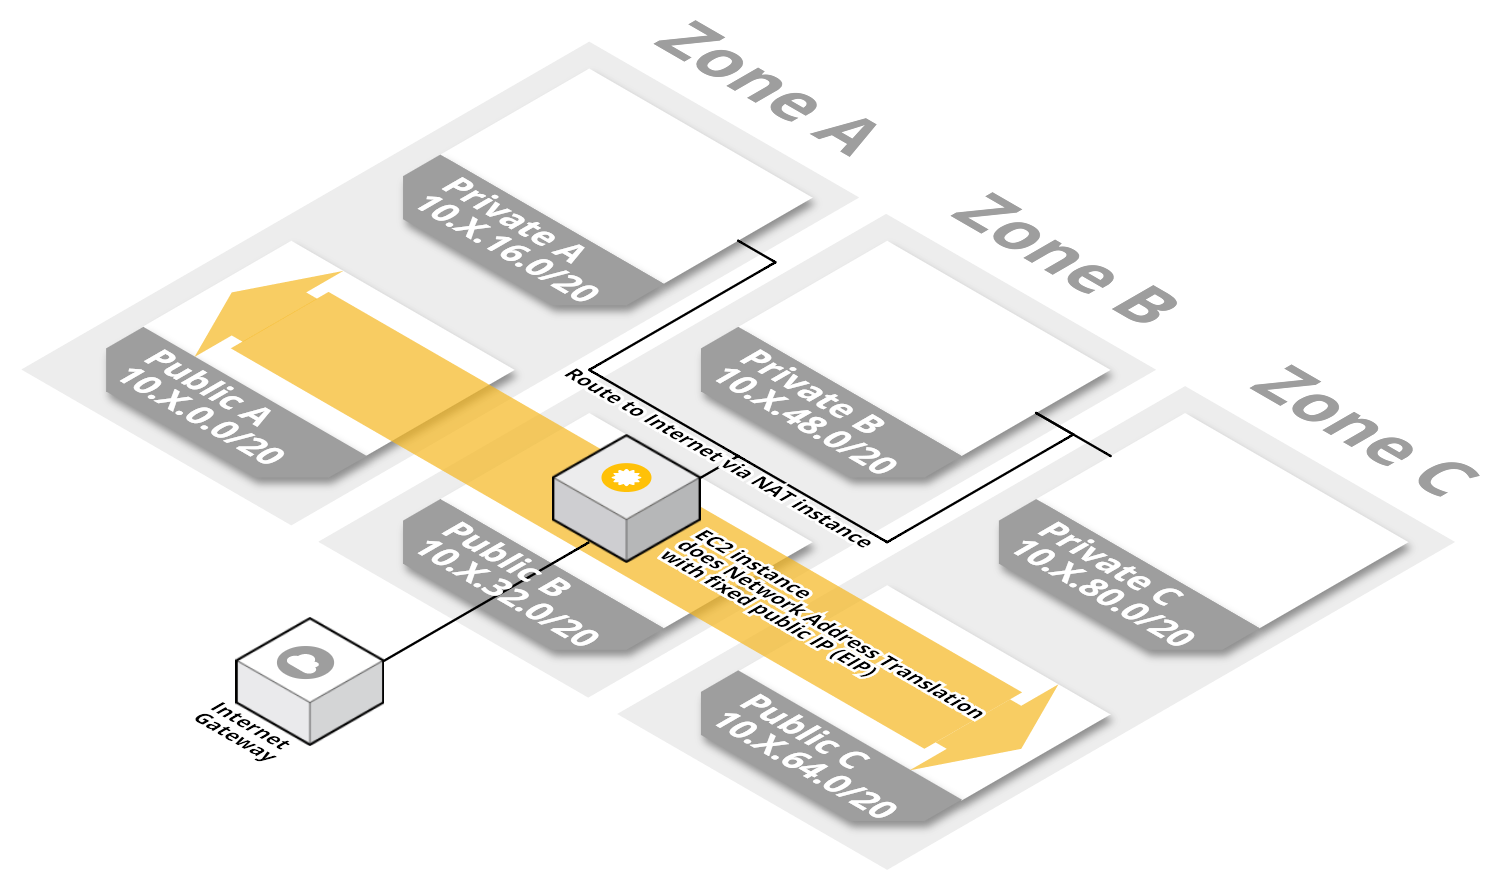 Zone A
Private A
10.X.16.0/20
Public A
10.X.0.0/20
Zone B
Private B
10.X.48.0/20
Public B
10.X.32.0/20
Zone C
Private C
10.X.80.0/20
Public C
10.X.64.0/20
Route to Internet via NAT instance
EC2 instance
does Network Address Translation
with fixed public IP (EIP)
Internet
Gateway